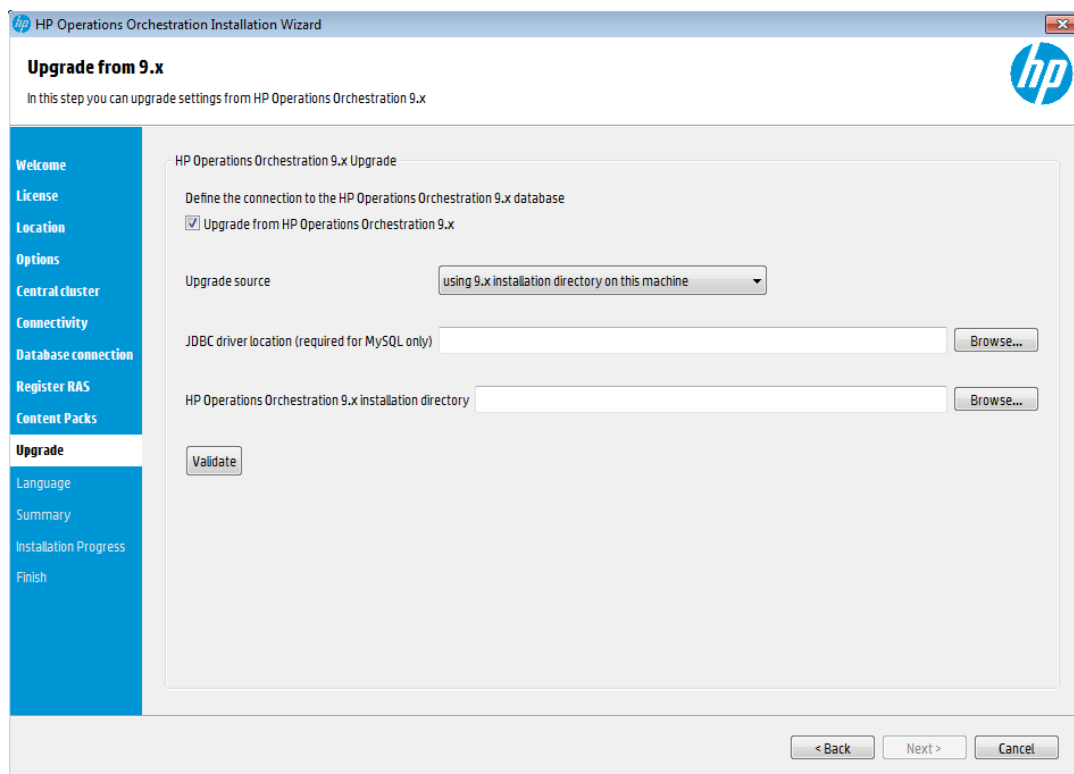 hp HP Operations Orchestration Installation Wizard
Upgrade from 9.x
In this step you can upgrade settings from HP Operations Orchestration 9.x
hp
Welcome
License
Location
Options
Central cluster
Connectivity
Database connection
Register RAS
Content Packs
Upgrade
Language
Summary
Installation Progress
Finish
HP Operations Orchestration 9.x Upgrade
Define the connection to the HP Operations Orchestration 9.x database
Upgrade from HP Operations Orchestration 9.x
Upgrade source using 9.x installation directory on this machine
JDBC driver location (required for MySQL only) Browse...
HP Operations Orchestration 9.x installation directory Browse...
Validate
< Back Next > Cancel